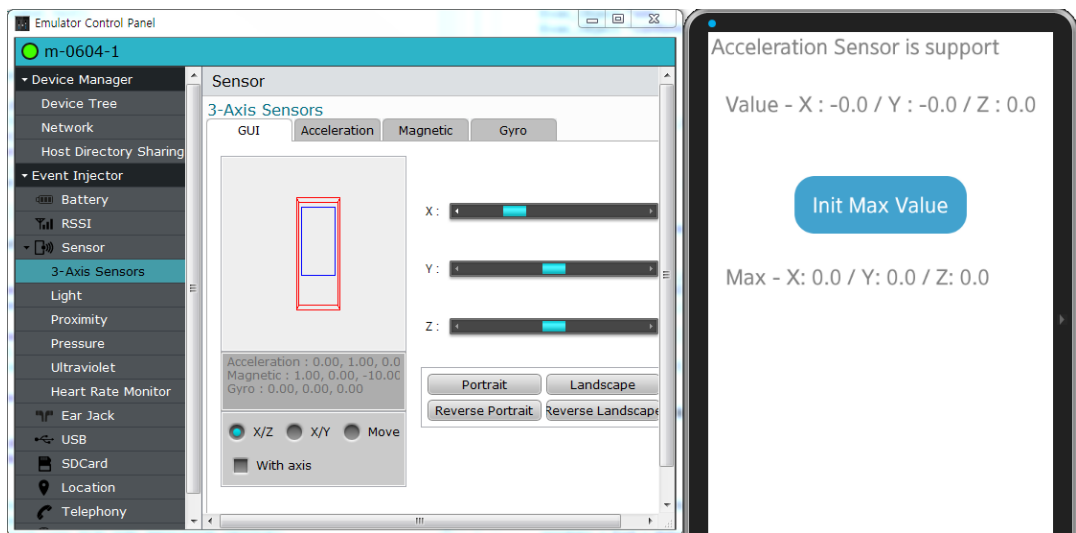 Emulator Control Panel
m-0604-1
Device Manager
Device Tree
Network
Host Directory Sharing
Event Injector
Battery
RSSI
Sensor
3-Axis Sensors
Light
Proximity
Pressure
Ultraviolet
Heart Rate Monitor
Ear Jack
USB
SDCard
Location
Telephony
Sensor
3-Axis Sensors
GUI Acceleration Magnetic Gyro
X :
Y :
Z :
Acceleration : 0.00, 1.00, 0.0
Magnetic : 1.00, 0.00, -10.00
Gyro : 0.00, 0.00, 0.00
Portrait Landscape
Reverse Portrait Reverse Landscape
X/Z X/Y Move
With axis
Acceleration Sensor is support
Value - X : -0.0 / Y : -0.0 / Z : 0.0
Init Max Value
Max - X: 0.0 / Y: 0.0 / Z: 0.0